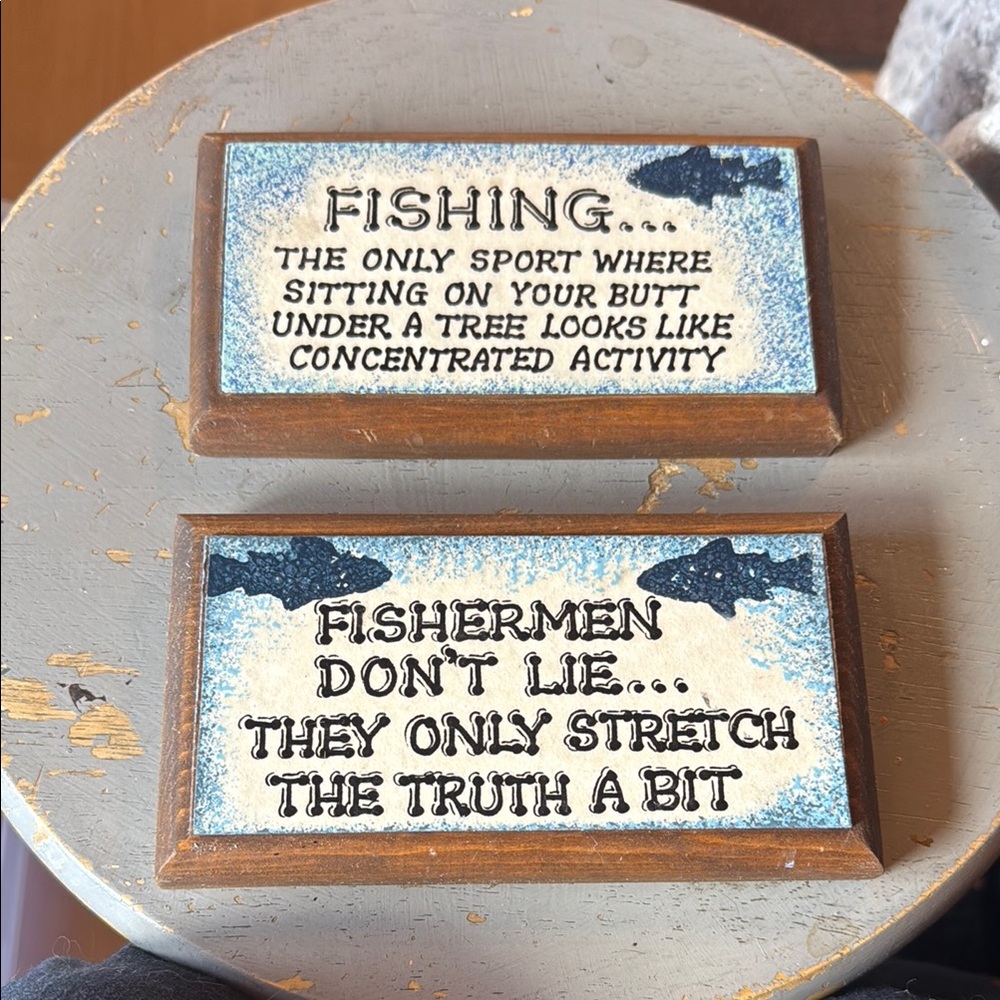 FISHING...
THE ONLY SPORT WHERE
SITTING ON YOUR BUTT
UNDER A TREE LOOKS LIKE
CONCENTRATED ACTIVITY
FISHERMEN
DON'T LIE...
THEY ONLY STRETCH
THE TRUTH A BIT